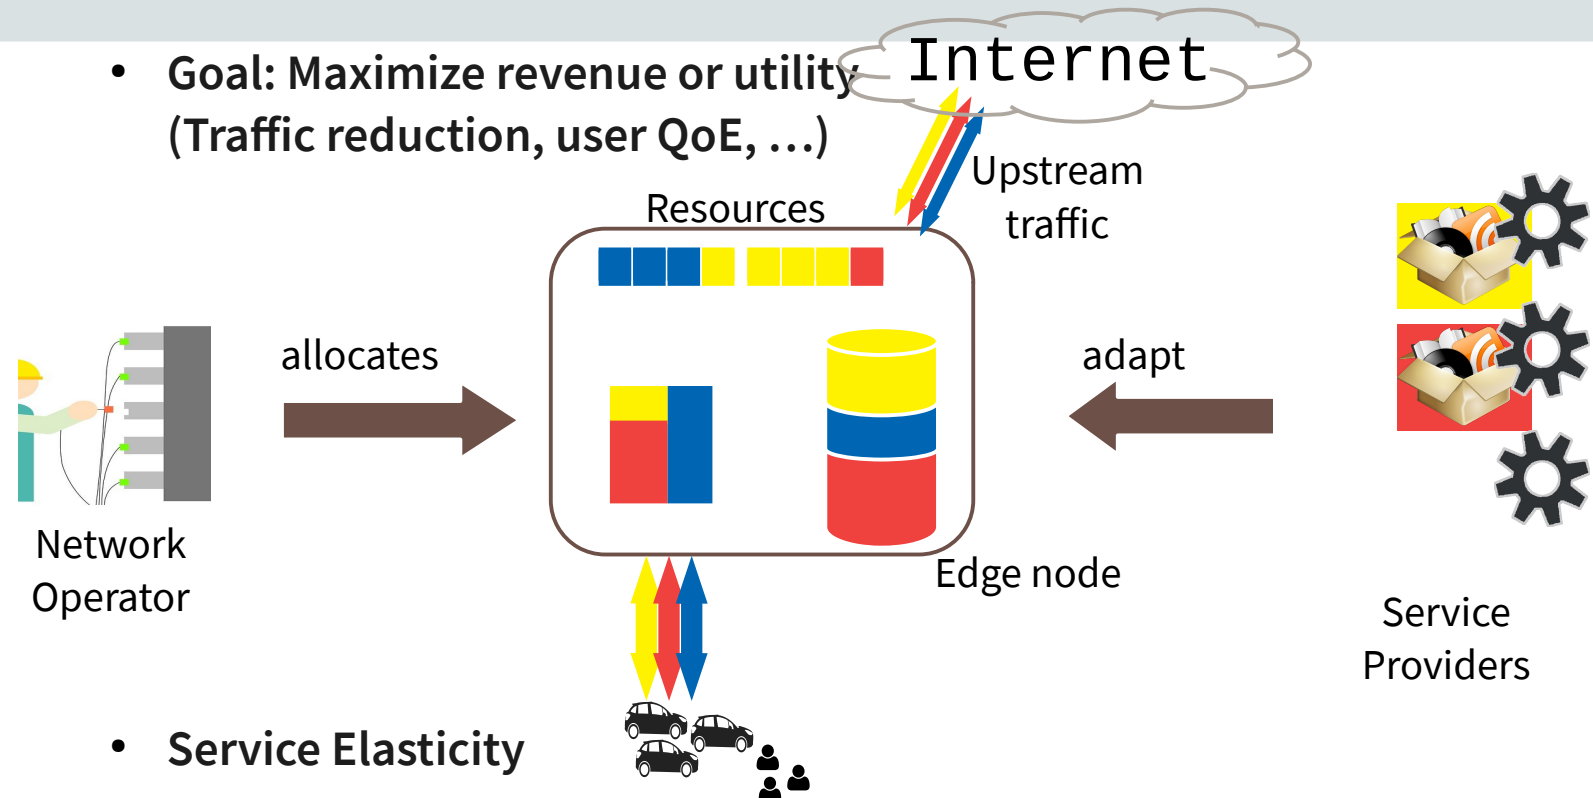 • Goal: Maximize revenue or utility
(Traffic reduction, user QoE, …)
Internet
Upstream
traffic
Resources
allocates
adapt
Network
Operator
Edge node
Service
Providers
• Service Elasticity